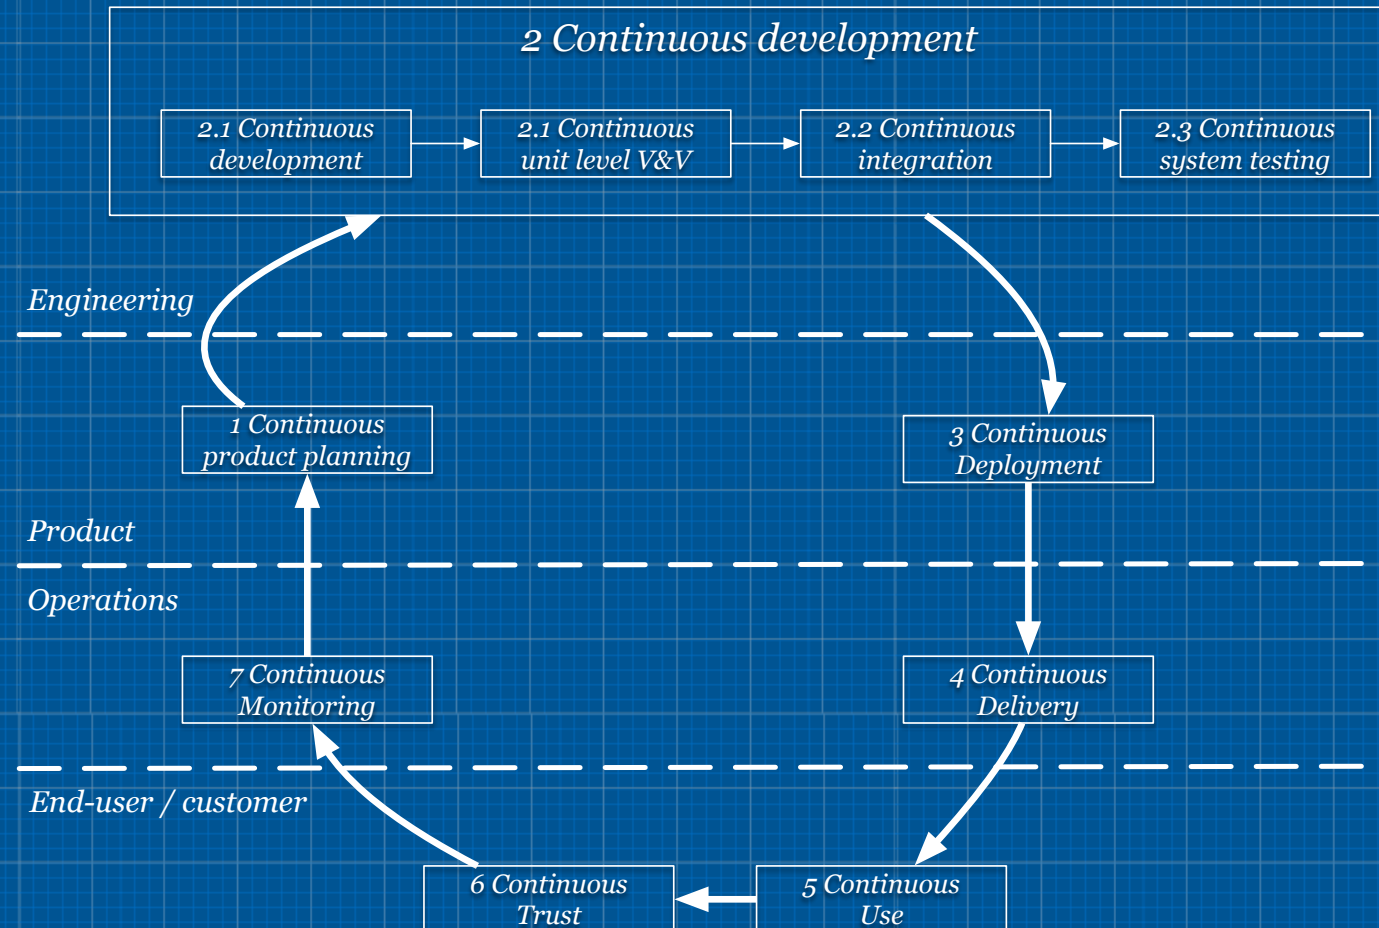 2 Continuous development
2.1 Continuous
development
2.1 Continuous
unit level V&V
2.2 Continuous
integration
2.3 Continuous
system testing
Engineering
1 Continuous
product planning
3 Continuous
Deployment
Product
Operations
7 Continuous
Monitoring
4 Continuous
Delivery
End-user / customer
6 Continuous
Trust
5 Continuous
Use